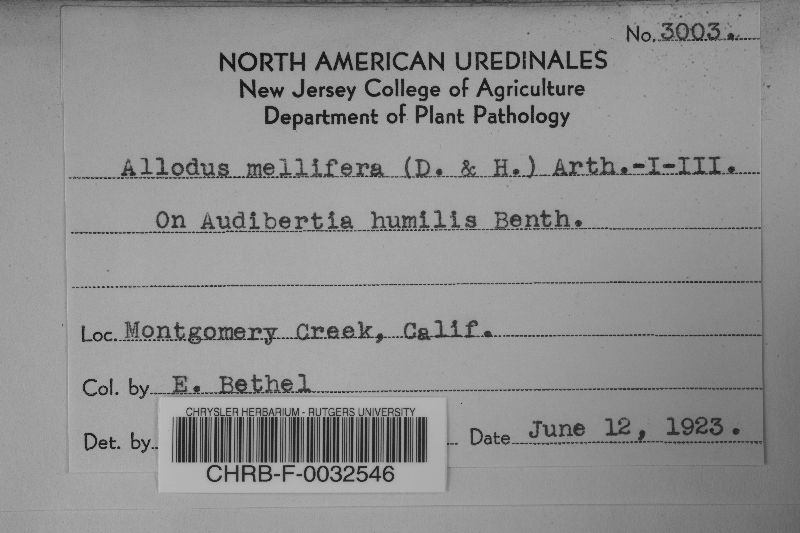 No. 3003.
NORTH AMERICAN UREDINALES
New Jersey College of Agriculture
Department of Plant Pathology
Allodus mellifera (D. & H.) Arth.-I-III.
On Audibertia humilis Benth.
Loc. Montgomery Creek, Calif.
Col. by E. Bethel
Det. by
Date June 12, 1923.
CHRYSLER HERBARIUM - RUTGERS UNIVERSITY
CHRB-F-0032546